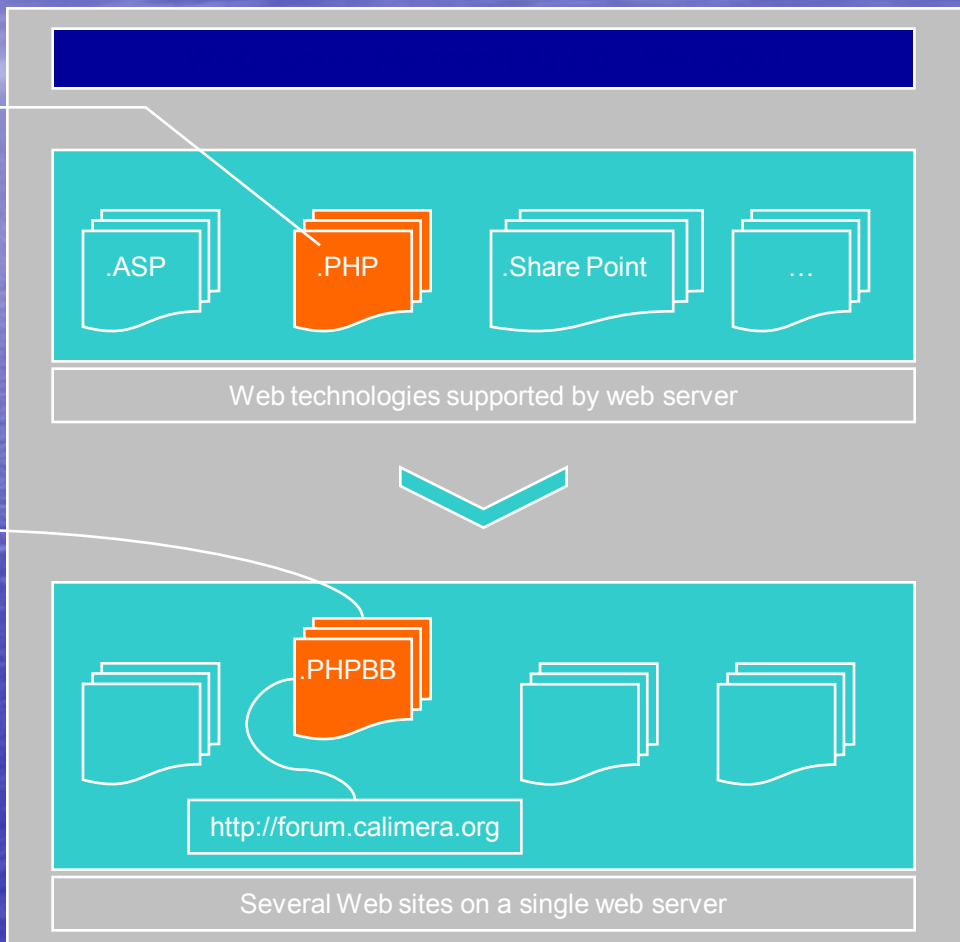 .ASP
.PHP
.Share Point
…
Web technologies supported by web server
.PHPBB
http://forum.calimera.org
Several Web sites on a single web server